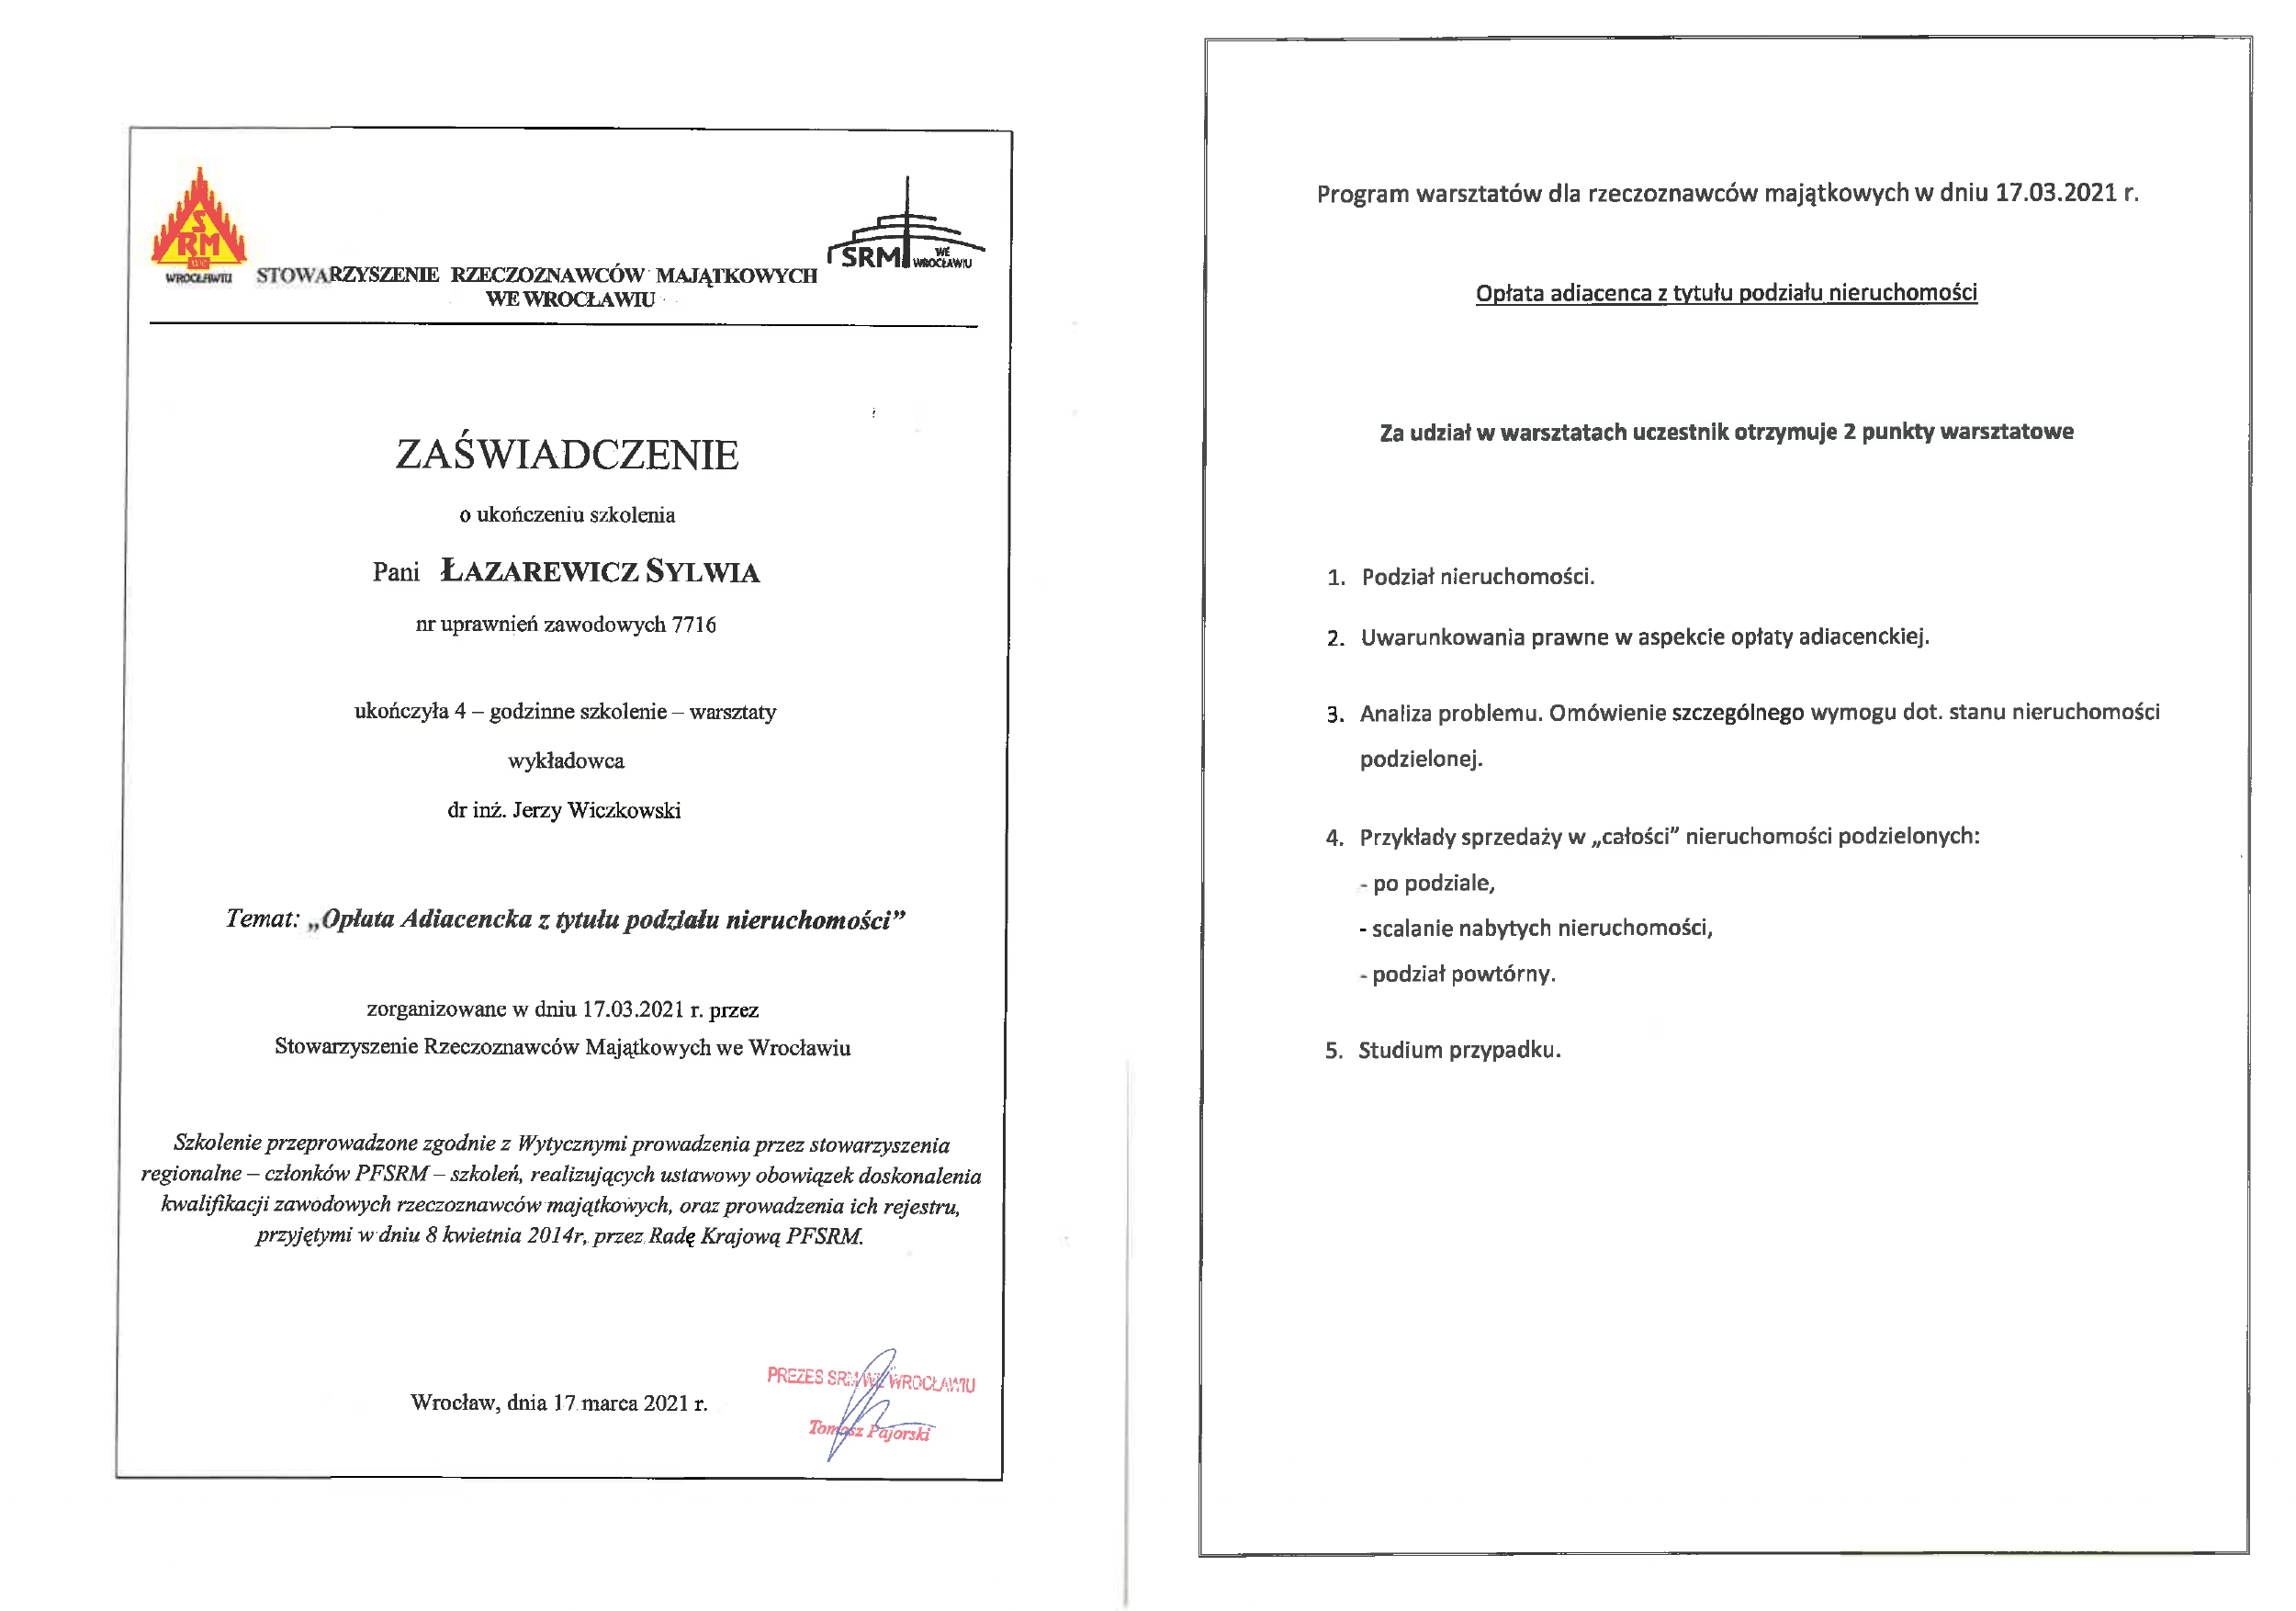 SRM
WE
WROCŁAWIU
SRM WE
WROCŁAWIU
STOWARZYSZENIE RZECZOZNAWCÓW MAJĄTKOWYCH
WE WROCŁAWIU
ZAŚWIADCZENIE
o ukończeniu szkolenia
Pani ŁAZAREWICZ SYLWIA
nr uprawnień zawodowych 7716
ukończyła 4 – godzinne szkolenie – warsztaty
wykładowca
dr inż. Jerzy Wiczkowski
Temat: „Opłata Adiacencka z tytułu podziału nieruchomości”
zorganizowane w dniu 17.03.2021 r. przez
Stowarzyszenie Rzeczoznawców Majątkowych we Wrocławiu
Szkolenie przeprowadzone zgodnie z Wytycznymi prowadzenia przez stowarzyszenia
regionalne – członków PFSRM – szkoleń, realizujących ustawowy obowiązek doskonalenia
kwalifikacji zawodowych rzeczoznawców majątkowych, oraz prowadzenia ich rejestru,
przyjętymi w dniu 8 kwietnia 2014r, przez Radę Krajową PFSRM.
PREZES SRM WE WROCŁAWIU
Wrocław, dnia 17 marca 2021 r.
Tomasz Pajorski
Program warsztatów dla rzeczoznawców majątkowych w dniu 17.03.2021 r.
Opłata adiacenca z tytułu podziału nieruchomości
Za udział w warsztatach uczestnik otrzymuje 2 punkty warsztatowe
1. Podział nieruchomości.
2. Uwarunkowania prawne w aspekcie opłaty adiacenckiej.
3. Analiza problemu. Omówienie szczególnego wymogu dot. stanu nieruchomości
podzielonej.
4. Przykłady sprzedaży w „całości” nieruchomości podzielonych:
- po podziale,
- scalanie nabytych nieruchomości,
- podział powtórny.
5. Studium przypadku.